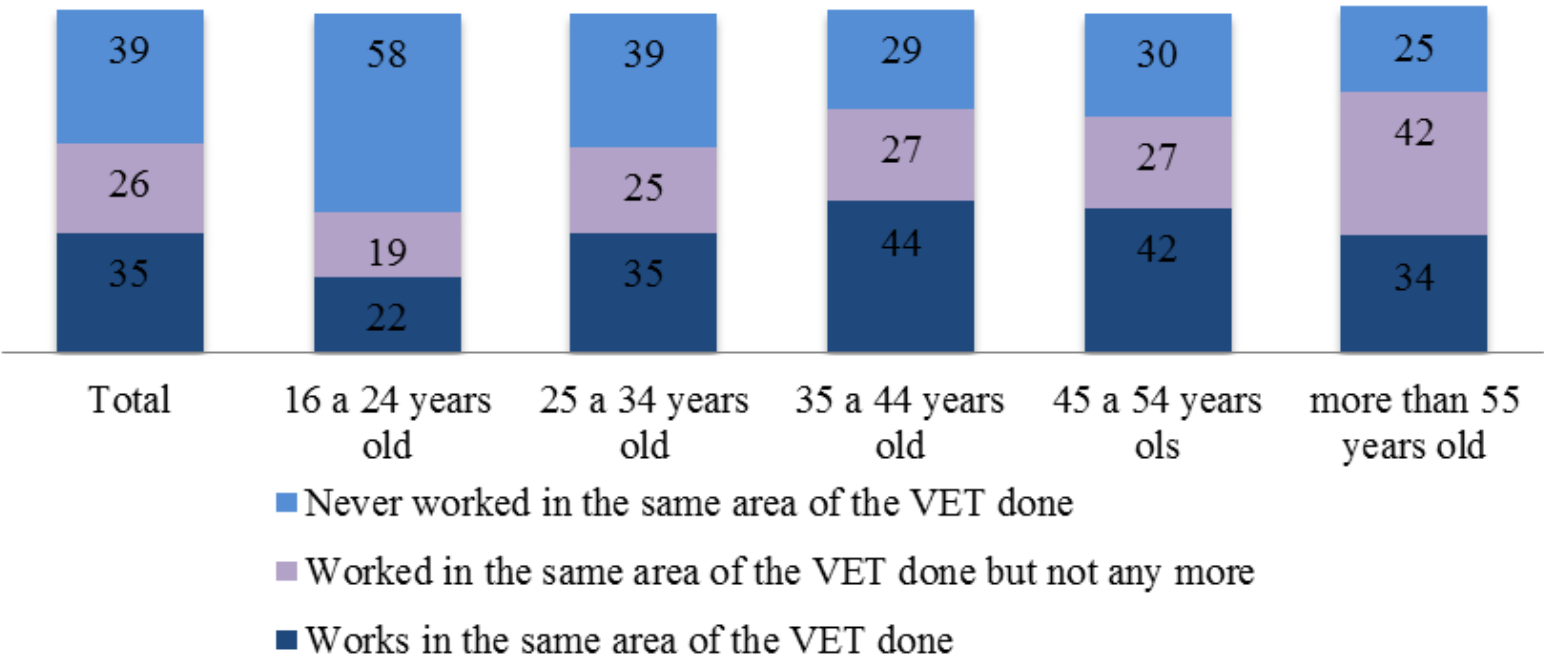 39 58 39 29 30 25
26 19 25 27 27 42
35 22 35 44 42 34
Total 16 a 24 years 25 a 34 years 35 a 44 years 45 a 54 years more than 55
old old old ols years old
Never worked in the same area of the VET done
Worked in the same area of the VET done but not any more
Works in the same area of the VET done